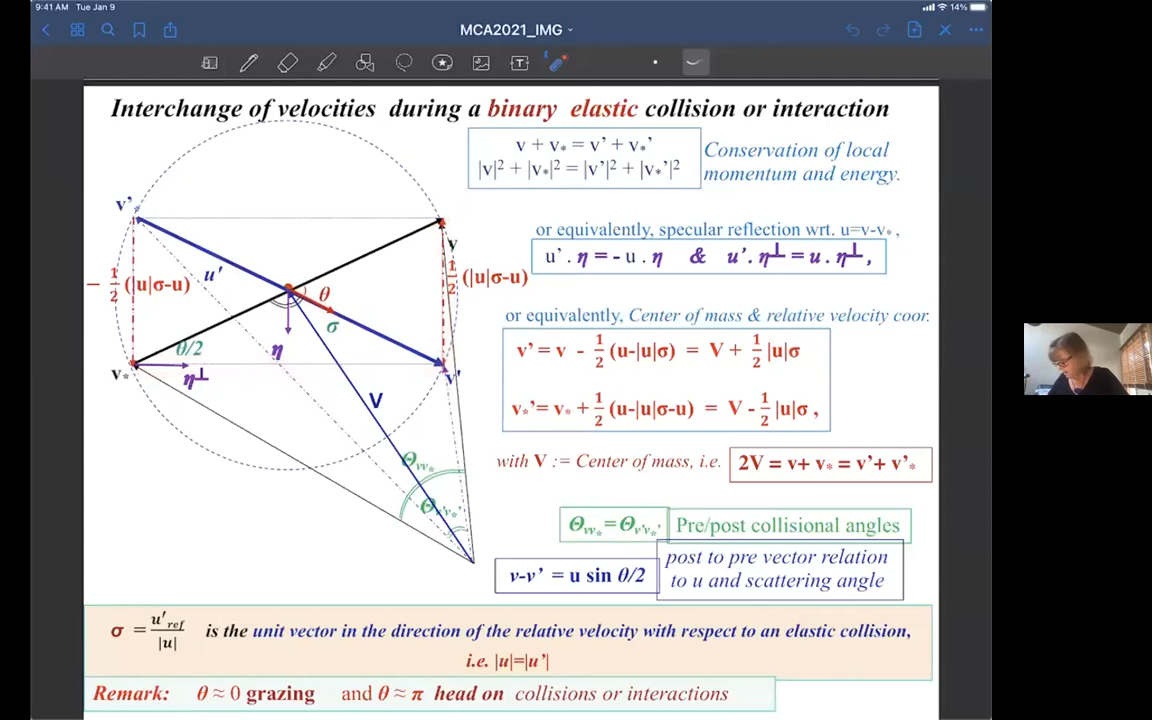 9:41 AM Tue Jan 9
14%
MCA2021_IMG
Interchange of velocities during a binary elastic collision or interaction
v + v* = v' + v*'
|v|² + |v*|² = |v'|² + |v*'|²
Conservation of local
momentum and energy.
or equivalently, specular reflection wrt. u=v-v* ,
u' . η = - u . η & u' . η⊥ = u . η⊥ ,
or equivalently, Center of mass & relative velocity coor.
v' = v - 1/2 (u-|u|σ) = V + 1/2 |u|σ
v*' = v* + 1/2 (u-|u|σ-u) = V - 1/2 |u|σ ,
with V := Center of mass, i.e. 2V = v+ v* = v'+ v'*
Θvv* = Θv'v*' Pre/post collisional angles
v-v' = u sin θ/2
post to pre vector relation
to u and scattering angle
v'*
v
- 1/2 (|u|σ-u)
u'
θ
σ
1/2 (|u|σ-u)
θ/2
η
v*
η⊥
v'
V
Θvv*
Θv'v*'
σ = u'ref / |u| is the unit vector in the direction of the relative velocity with respect to an elastic collision,
i.e. |u|=|u'|
Remark: θ ≈ 0 grazing and θ ≈ π head on collisions or interactions